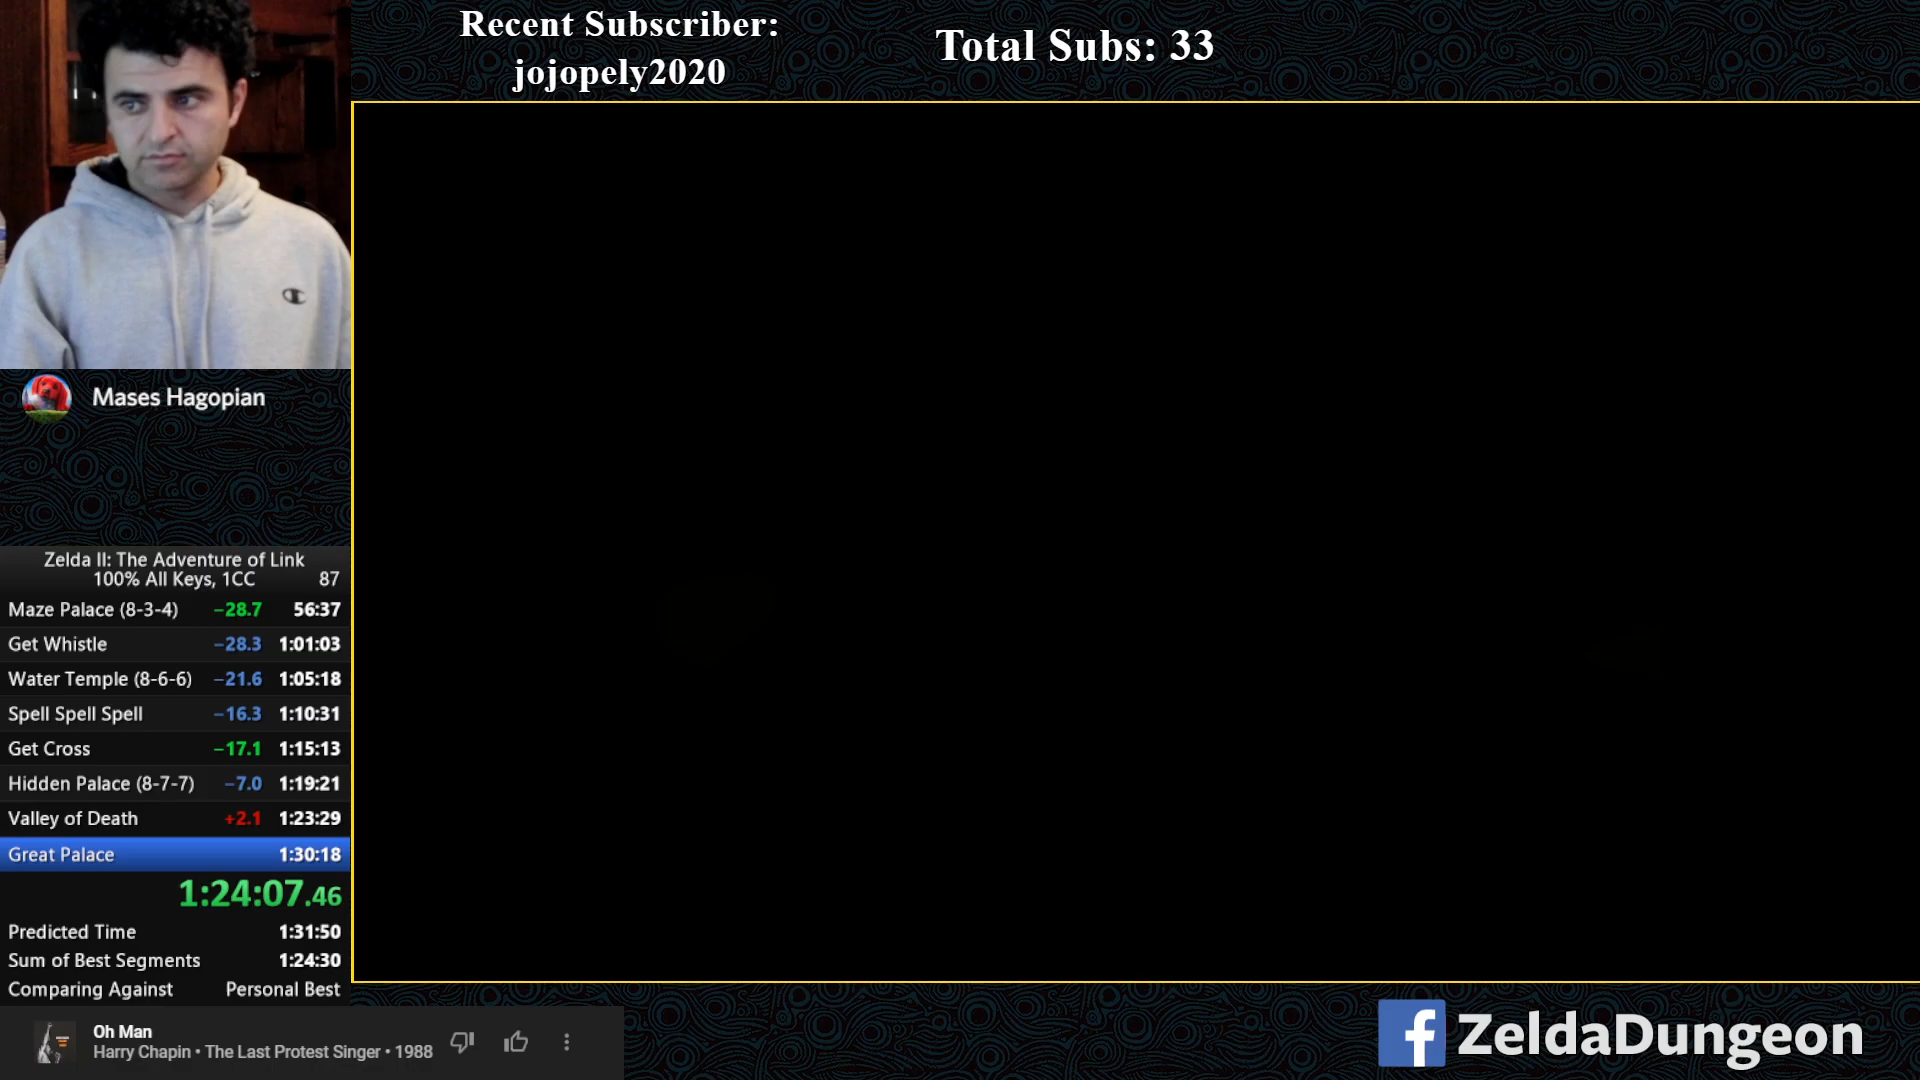 Recent Subscriber:
jojopely2020
Total Subs: 33
Mases Hagopian
Zelda II: The Adventure of Link
100% All Keys, 1CC 87
Maze Palace (8-3-4) −28.7 56:37
Get Whistle −28.3 1:01:03
Water Temple (8-6-6) −21.6 1:05:18
Spell Spell Spell −16.3 1:10:31
Get Cross −17.1 1:15:13
Hidden Palace (8-7-7) −7.0 1:19:21
Valley of Death +2.1 1:23:29
Great Palace 1:30:18
1:24:07.46
Predicted Time 1:31:50
Sum of Best Segments 1:24:30
Comparing Against Personal Best
Oh Man
Harry Chapin • The Last Protest Singer • 1988
ZeldaDungeon